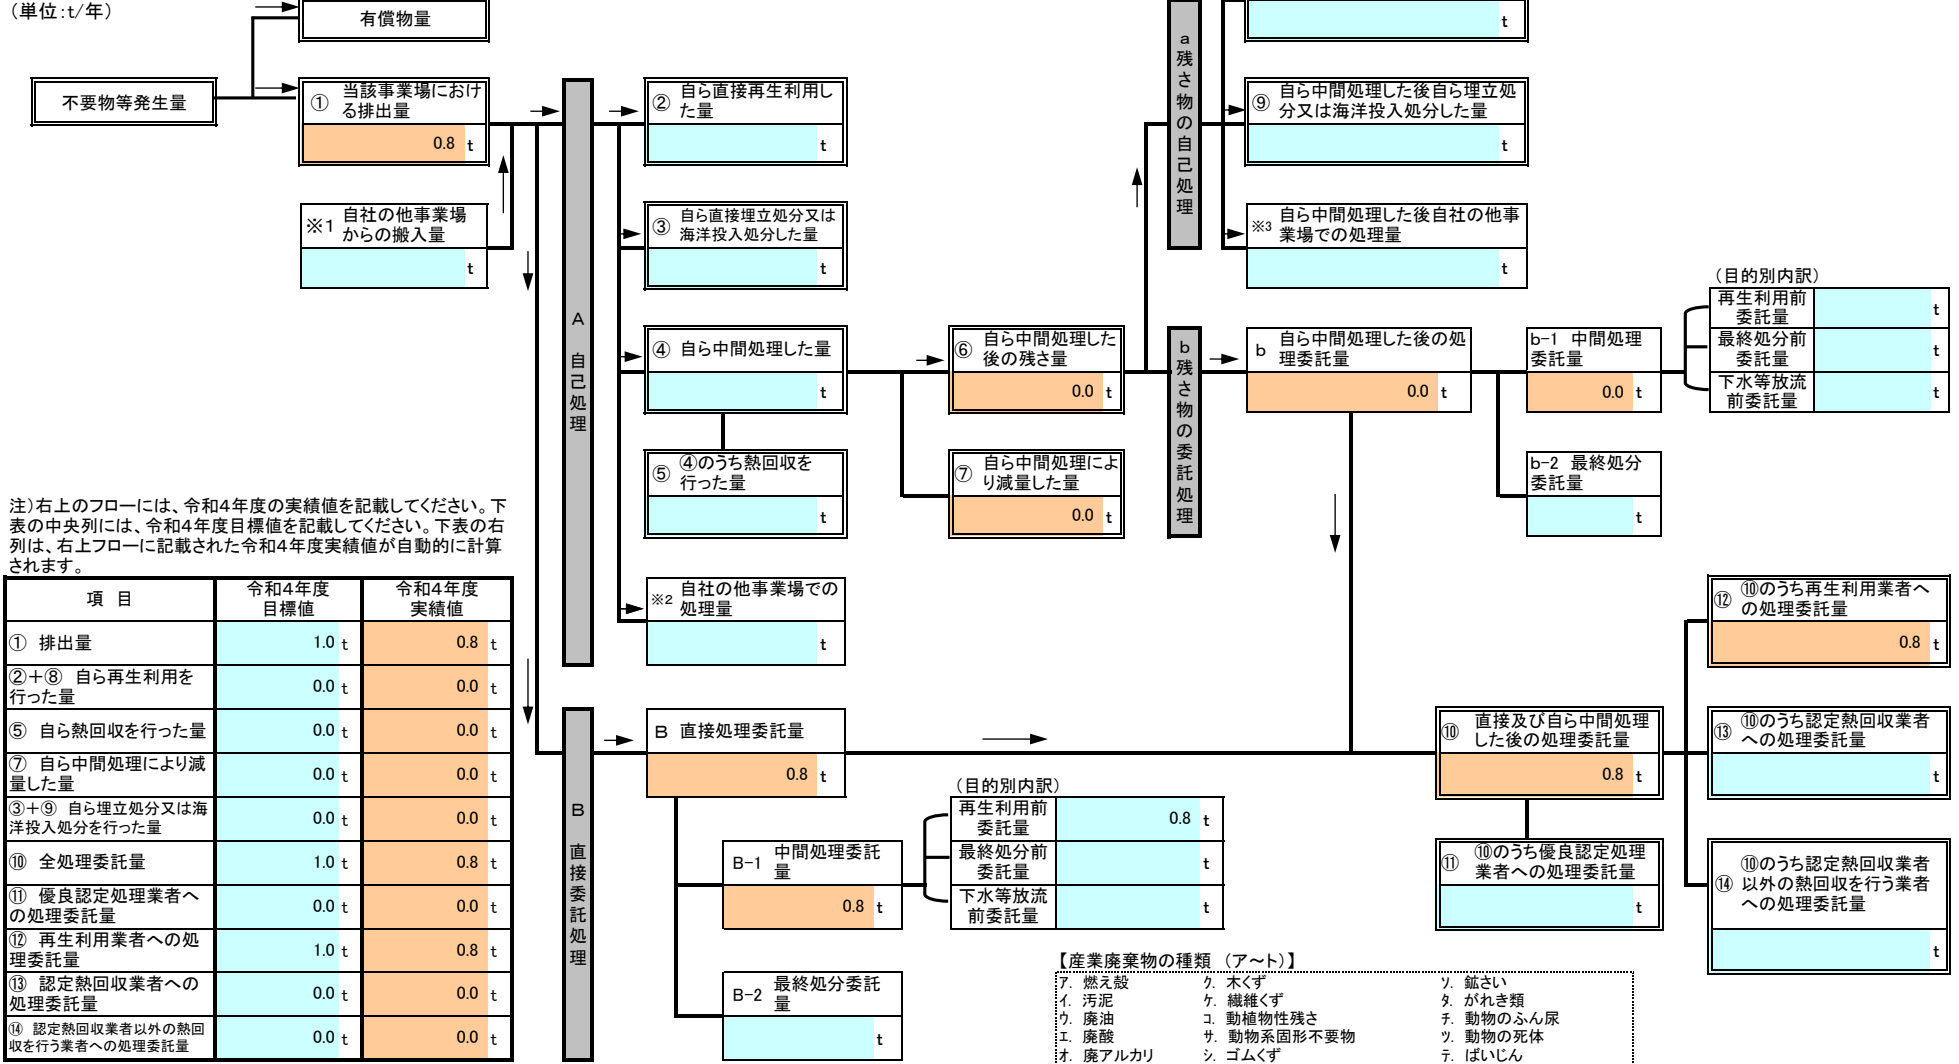 （単位:t/年）
有償物量
不要物等発生量
① 当該事業場におけ
る排出量
0.8 t
※1 自社の他事業場
からの搬入量
t
A 自己処理
② 自ら直接再生利用し
た量
t
③ 自ら直接埋立処分又は
海洋投入処分した量
t
④ 自ら中間処理した量
t
⑤ ④のうち熱回収を
行った量
t
※2 自社の他事業場での
処理量
t
⑥ 自ら中間処理した
後の残さ量
0.0 t
⑦ 自ら中間処理によ
り減量した量
0.0 t
a残さ物の自己処理
t
⑨ 自ら中間処理した後自ら埋立処
分又は海洋投入処分した量
t
※3 自ら中間処理した後自社の他事
業場での処理量
t
b残さ物の委託処理
b 自ら中間処理した後の処
理委託量
0.0 t
b-1 中間処理
委託量
0.0 t
b-2 最終処分
委託量
t
（目的別内訳）
再生利用前
委託量 t
最終処分前
委託量 t
下水等放流
前委託量 t
注）右上のフローには、令和4年度の実績値を記載してください。下
表の中央列には、令和4年度目標値を記載してください。下表の右
列は、右上フローに記載された令和4年度実績値が自動的に計算
されます。
項 目 令和4年度
目標値 令和4年度
実績値
① 排出量 1.0 t 0.8 t
②＋⑧ 自ら再生利用を
行った量 0.0 t 0.0 t
⑤ 自ら熱回収を行った量 0.0 t 0.0 t
⑦ 自ら中間処理により減
量した量 0.0 t 0.0 t
③＋⑨ 自ら埋立処分又は海
洋投入処分を行った量 0.0 t 0.0 t
⑩ 全処理委託量 1.0 t 0.8 t
⑪ 優良認定処理業者へ
の処理委託量 0.0 t 0.0 t
⑫ 再生利用業者への処
理委託量 1.0 t 0.8 t
⑬ 認定熱回収業者への
処理委託量 0.0 t 0.0 t
⑭ 認定熱回収業者以外の熱回
収を行う業者への処理委託量 0.0 t 0.0 t
B 直接委託処理
B 直接処理委託量
0.8 t
B-1 中間処理委託
量
0.8 t
B-2 最終処分委託
量
t
（目的別内訳）
再生利用前
委託量 0.8 t
最終処分前
委託量 t
下水等放流
前委託量 t
⑩ 直接及び自ら中間処理
した後の処理委託量
0.8 t
⑪ ⑩のうち優良認定処理
業者への処理委託量
t
⑫ ⑩のうち再生利用業者へ
の処理委託量
0.8 t
⑬ ⑩のうち認定熱回収業者
への処理委託量
t
⑭ ⑩のうち認定熱回収業者
以外の熱回収を行う業者
への処理委託量
t
【産業廃棄物の種類 （ア～ト）】
ｱ. 燃え殻 ｸ. 木くず ｿ. 鉱さい
ｲ. 汚泥 ｹ. 繊維くず ﾀ. がれき類
ｳ. 廃油 ｺ. 動植物性残さ ﾁ. 動物のふん尿
ｴ. 廃酸 ｻ. 動物系固形不要物 ﾂ. 動物の死体
ｵ. 廃アルカリ ｼ. ゴムくず ﾃ. ばいじん